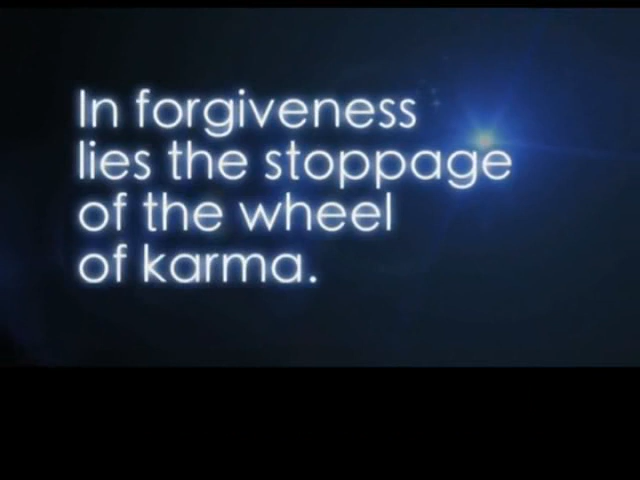 In forgiveness
lies the stoppage
of the wheel
of karma.